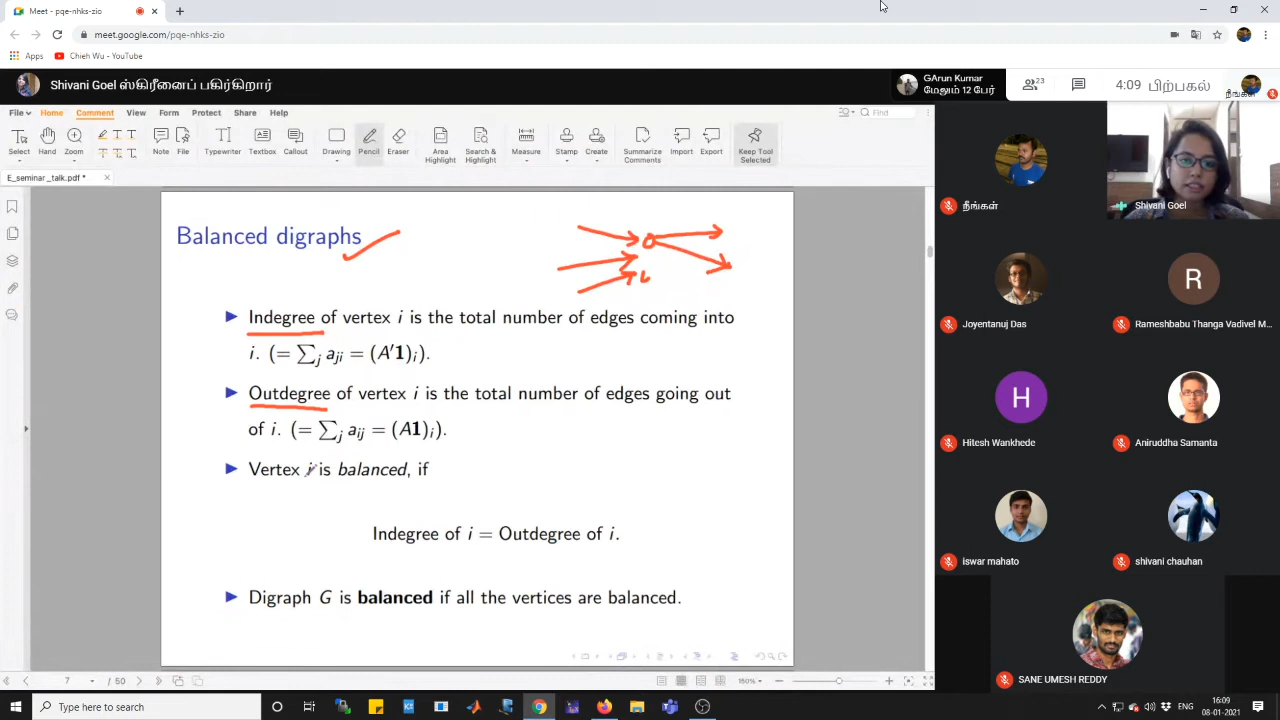 Meet - pqe-nhks-zio
meet.google.com/pqe-nhks-zio
Apps Chieh Wu - YouTube
Shivani Goel ஸ்கிரீனைப் பகிர்கிறார்
GArun Kumar
மேலும் 12 பேர்
23
4:09 பிற்பகல்
நீங்கள்
File Home Comment View Form Protect Share Help
Find
Select Hand Zoom Note File Typewriter Textbox Callout Drawing Pencil Eraser Area Highlight Search & Highlight Measure Stamp Create Summarize Comments Import Export Keep Tool Selected
E_seminar _talk.pdf *
Balanced digraphs
Indegree of vertex i is the total number of edges coming into
i. (= ∑j aji = (A′1)i).
Outdegree of vertex i is the total number of edges going out
of i. (= ∑j aij = (A1)i).
Vertex i is balanced, if
Indegree of i = Outdegree of i.
Digraph G is balanced if all the vertices are balanced.
நீங்கள்
Shivani Goel
Joyentanuj Das
R
Rameshbabu Thanga Vadivel M...
H
Hitesh Wankhede
Aniruddha Samanta
Iswar mahato
shivani chauhan
SANE UMESH REDDY
7 / 50
150%
Type here to search
ENG
16:09
08-01-2021